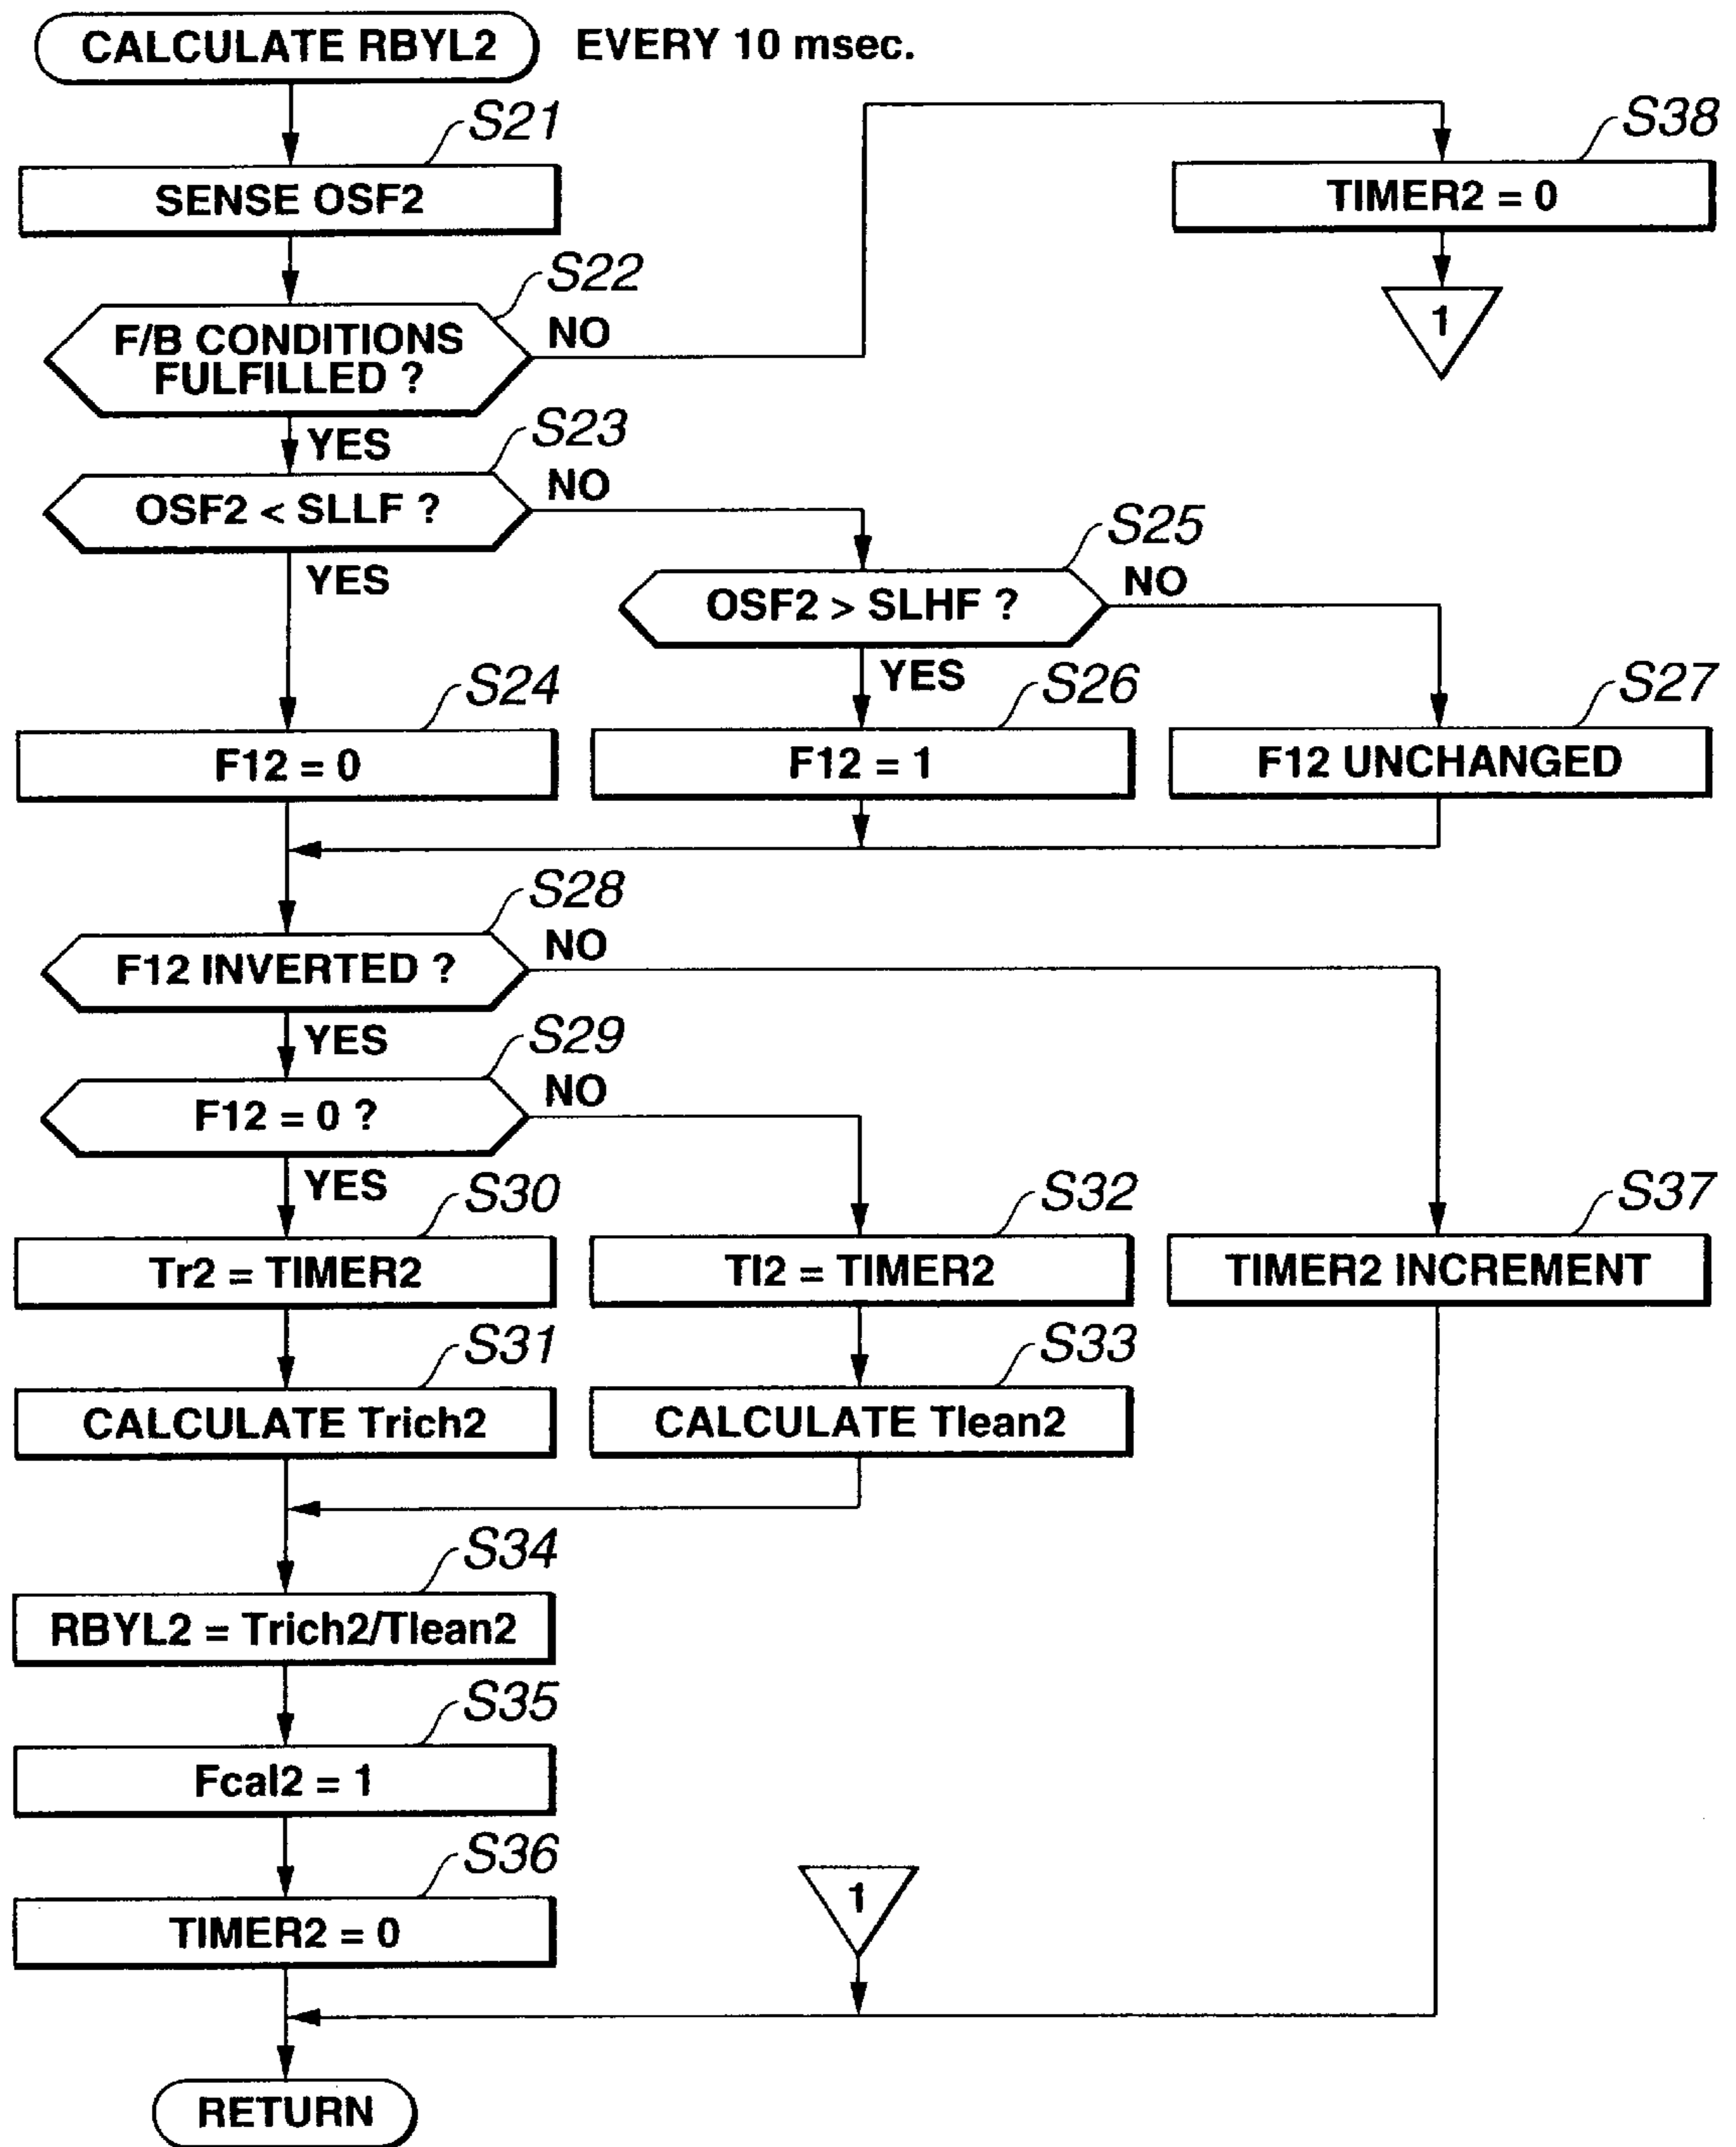 CALCULATE RBYL2
EVERY 10 msec.
S21
SENSE OSF2
S38
TIMER2 = 0
1
S22
F/B CONDITIONS
FULFILLED ?
NO
YES
S23
OSF2 < SLLF ?
NO
YES
S25
OSF2 > SLHF ?
NO
YES
S24
F12 = 0
S26
F12 = 1
S27
F12 UNCHANGED
S28
F12 INVERTED ?
NO
YES
S29
F12 = 0 ?
NO
YES
S30
Tr2 = TIMER2
S32
Tl2 = TIMER2
S37
TIMER2 INCREMENT
S31
CALCULATE Trich2
S33
CALCULATE Tlean2
S34
RBYL2 = Trich2/Tlean2
S35
Fcal2 = 1
S36
TIMER2 = 0
1
RETURN